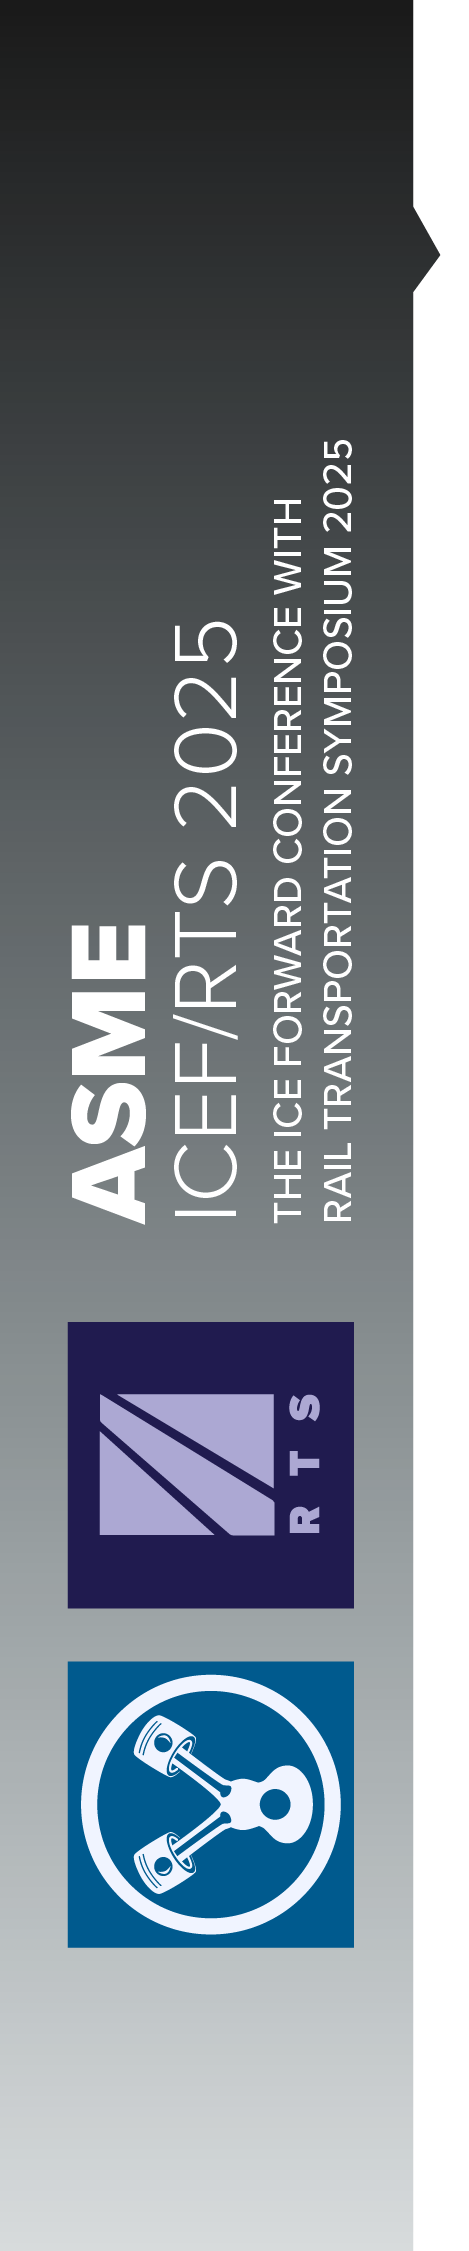 ASME
ICEF/RTS 2025
THE ICE FORWARD CONFERENCE WITH
RAIL TRANSPORTATION SYMPOSIUM 2025
RTS